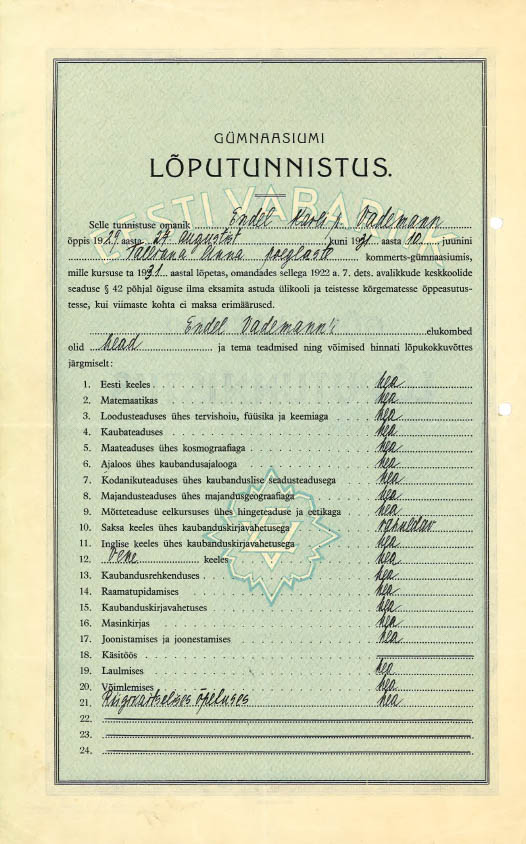 GÜMNAASIUMI
LÕPUTUNNISTUS.
EESTI VABARIIK
Selle tunnistuse omanik Endel Karli p. Vademann
õppis 1929. aasta 27 augustist kuni 1931. aasta 10. juunini
Tallinna Linna poeglaste kommerts-gümnaasiumis,
mille kursuse ta 1931. aastal lõpetas, omandades sellega 1922 a. 7. dets. avalikkude keskkoolide
seaduse § 42 põhjal õiguse ilma eksamita astuda ülikooli ja teistesse kõrgematesse õppeasutus-
tesse, kui viimaste kohta ei maksa erimäärused.
Endel Vademann'i elukombed
olid head ja tema teadmised ning võimised hinnati lõpukokkuvõttes
järgmiselt:
1. Eesti keeles hea
2. Matemaatikas hea
3. Loodusteaduses ühes tervishoiu, füüsika ja keemiaga hea
4. Kaubateaduses hea
5. Maateaduses ühes kosmograafiaga hea
6. Ajaloos ühes kaubandusajalooga hea
7. Kodanikuteaduses ühes kaubanduslise seadusteadusega hea
8. Majandusteaduses ühes majandusgeograafiaga hea
9. Mõtteteaduse eelkursuses ühes hingeteaduse ja eetikaga hea
10. Saksa keeles ühes kaubanduskirjavahetusega rahuldav
11. Inglise keeles ühes kaubanduskirjavahetusega hea
12. Vene keeles hea
13. Kaubandusrehkenduses hea
14. Raamatupidamises hea
15. Kaubanduskirjavahetuses hea
16. Masinkirjas hea
17. Joonistamises ja joonestamises hea
18. Käsitöös
19. Laulmises hea
20. Võimlemises hea
21. Riigikaitselises õpetuses hea
22.
23.
24.